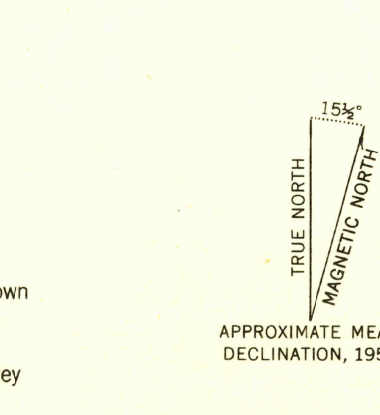 15½°
TRUE NORTH
MAGNETIC NORTH
own
APPROXIMATE MEA
DECLINATION, 195
ey